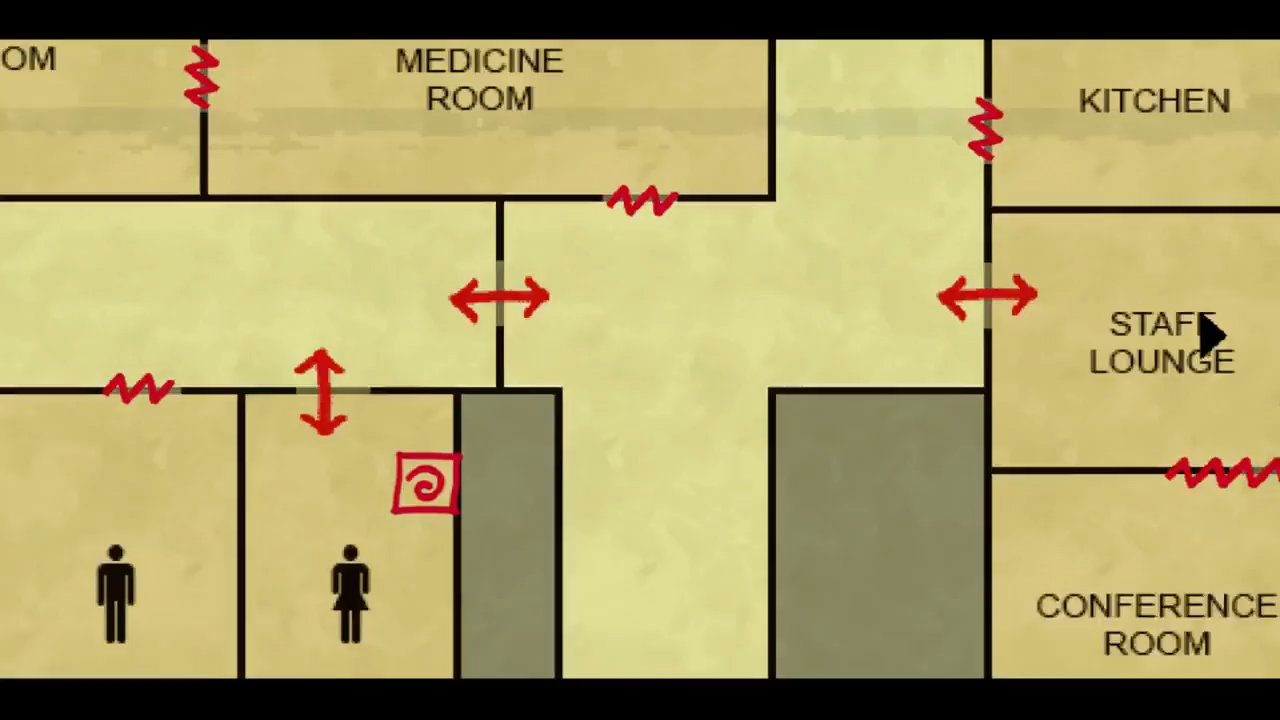 OM
MEDICINE
ROOM
KITCHEN
STAFF
LOUNGE
CONFERENCE
ROOM